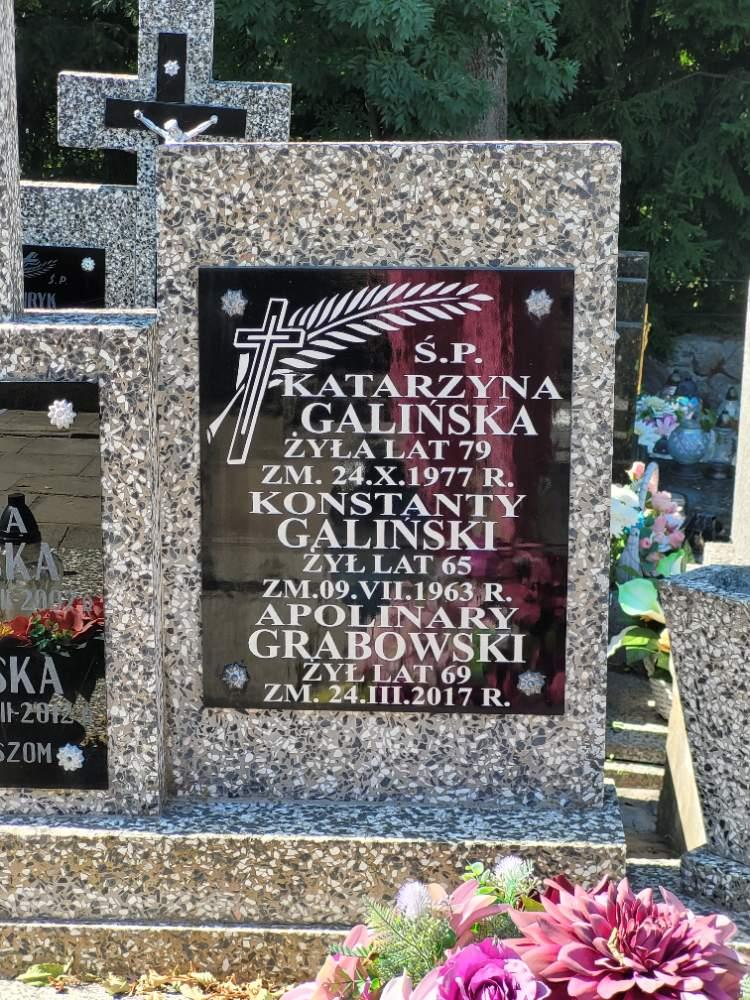 Ś.P.
KATARZYNA
GALIŃSKA
ŻYŁA LAT 79
ZM. 24.X.1977 R.
KONSTANTY
GALIŃSKI
ŻYŁ LAT 65
ZM.09.VII.1963 R.
APOLINARY
GRABOWSKI
ŻYŁ LAT 69
ZM. 24.III.2017 R.
Ś.P.